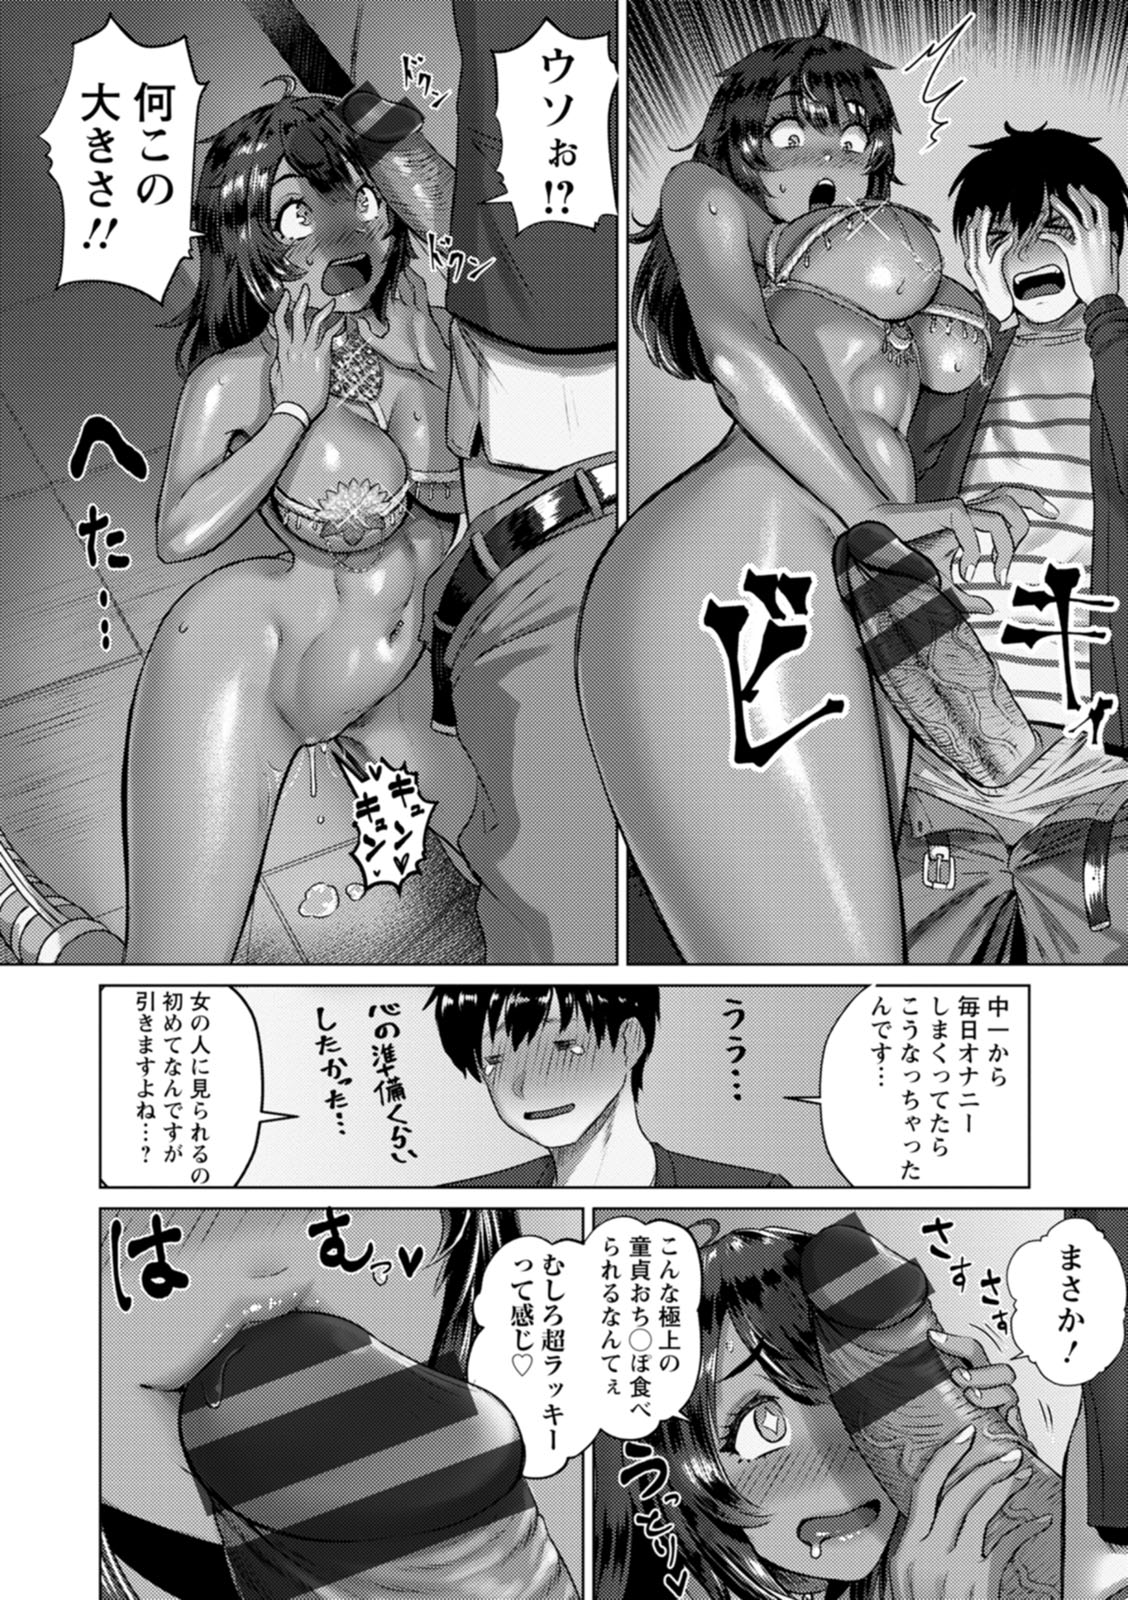 ビキィッ
ウソぉ!?
ドクン
ドクン
何この
大きさ!!
へた…
キュン♥
キュン♥
中一から
毎日オナニー
しまくってたら
こうなっちゃった
んです…
うぅ…
心の準備くらい
したかった…
女の人に見られるの
初めてなんですが
引きますよね…?
まさか!
さすさす
こんな極上の
童貞おち◯ぽ食べ
られるなんてぇ
うっとり♥
むしろ超ラッキー
って感じ♡
はむっ♥